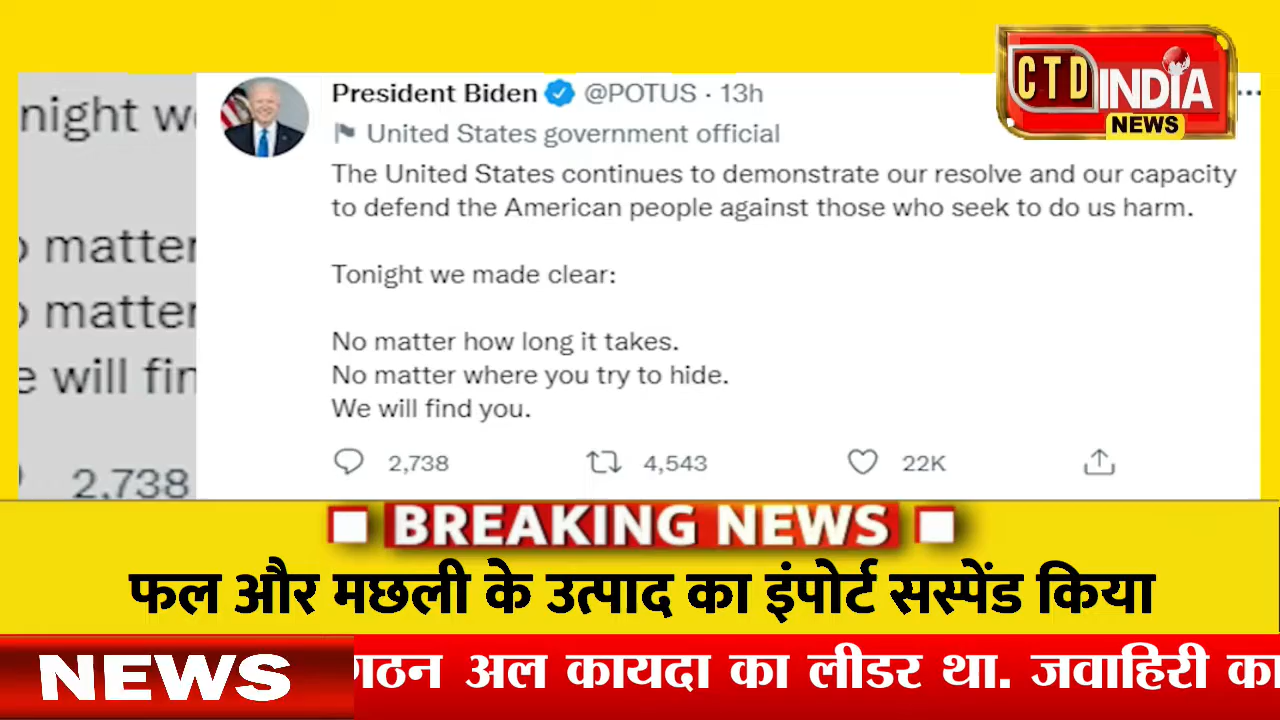 CTD INDIA
NEWS
President Biden @POTUS · 13h
United States government official
The United States continues to demonstrate our resolve and our capacity
to defend the American people against those who seek to do us harm.
Tonight we made clear:
No matter how long it takes.
No matter where you try to hide.
We will find you.
2,738 4,543 22K
matter
matter
will
2,738
BREAKING NEWS
फल और मछली के उत्पाद का इंपोर्ट सस्पेंड किया
NEWS
अल कायदा का लीडर था. जवाहिरी